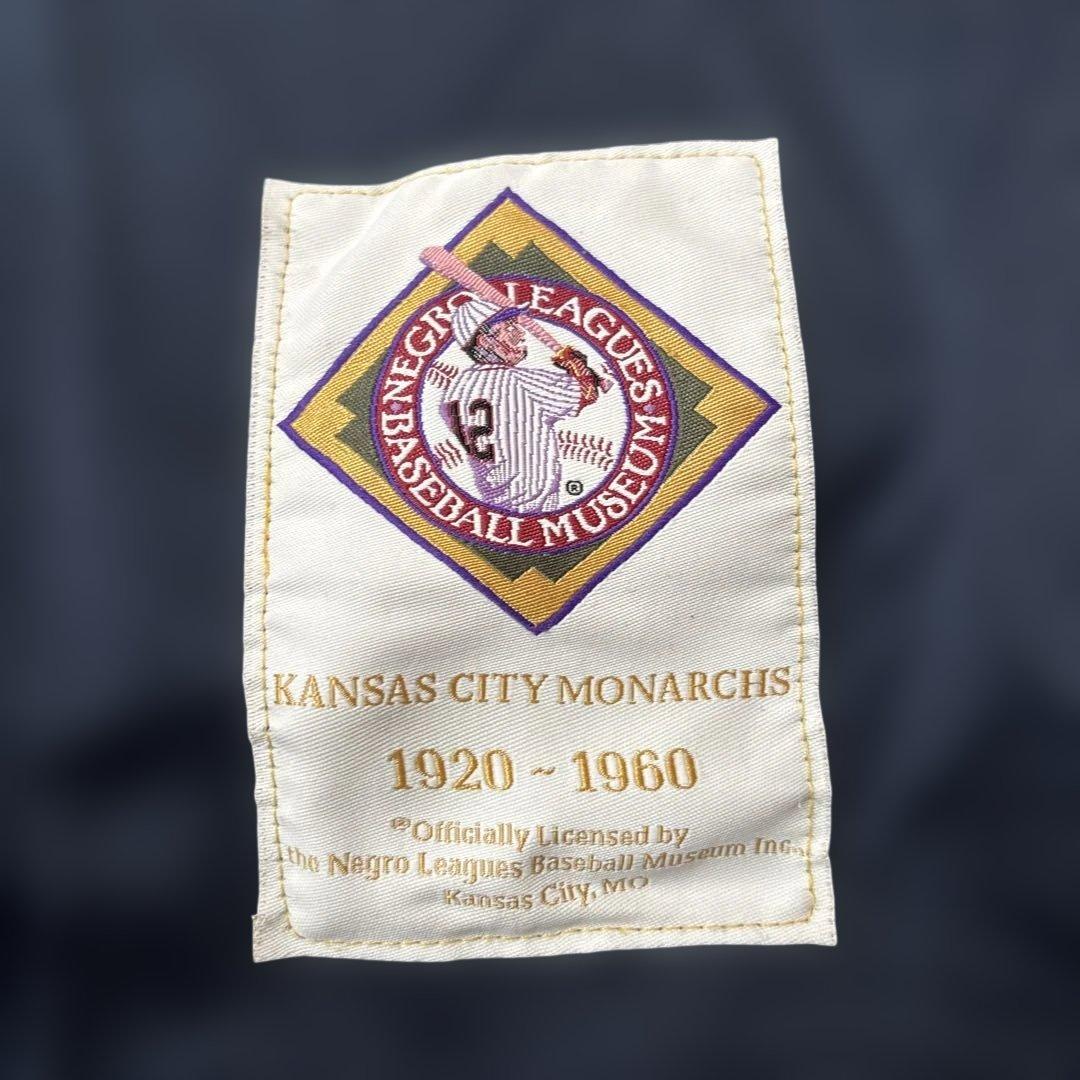 NEGRO LEAGUES
BASEBALL MUSEUM
12
®
KANSAS CITY MONARCHS
1920 ~ 1960
®Officially Licensed by
the Negro Leagues Baseball Museum Inc.,
Kansas City, MO